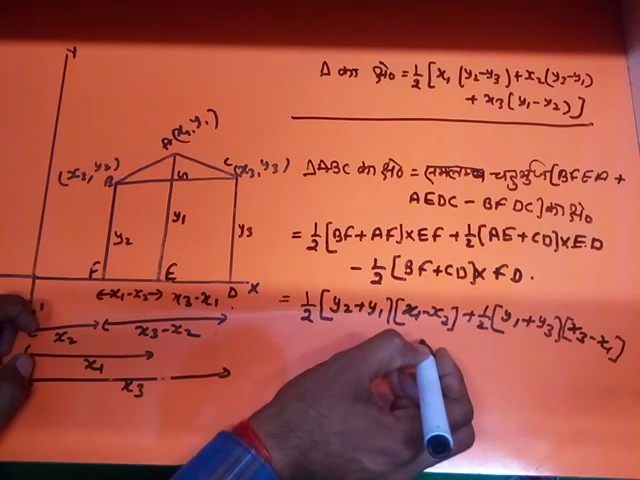 Δ का क्षे० = 1/2 [x₁ (y₂-y₃) + x₂(y₃-y₁)
+ x₃ (y₁-y₂)]
Y
A(x₁, y₁)
(x₂, y₂)
B
S
C(x₃, y₃)
y₂
y₁
y₃
F
E
D
X
x₁-x₂
x₃-x₁
x₂
x₃-x₂
x₁
x₃
ΔABC का क्षे० = समलम्ब चतुर्भुज [BFEA +
AEDC - BFDC] का क्षे०
= 1/2 [BF + AF] × EF + 1/2 (AE + CD) × ED
- 1/2 [BF + CD] × FD.
= 1/2 [y₂+y₁] [x₁-x₂] + 1/2 [y₁+y₃] [x₃-x₁]